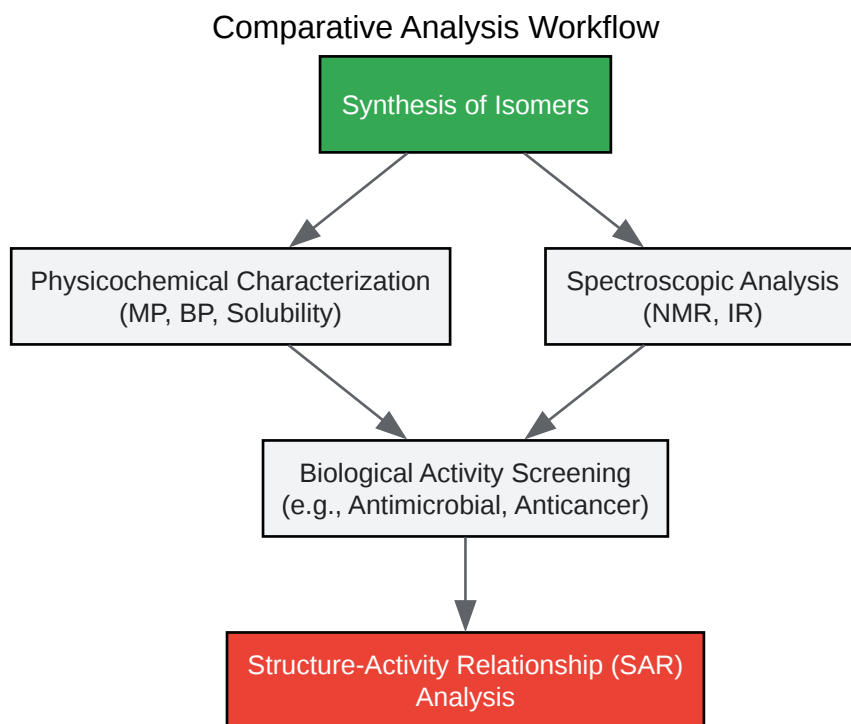 Comparative Analysis Workflow
Synthesis of Isomers
Physicochemical Characterization
(MP, BP, Solubility)
Spectroscopic Analysis
(NMR, IR)
Biological Activity Screening
(e.g., Antimicrobial, Anticancer)
Structure-Activity Relationship (SAR)
Analysis